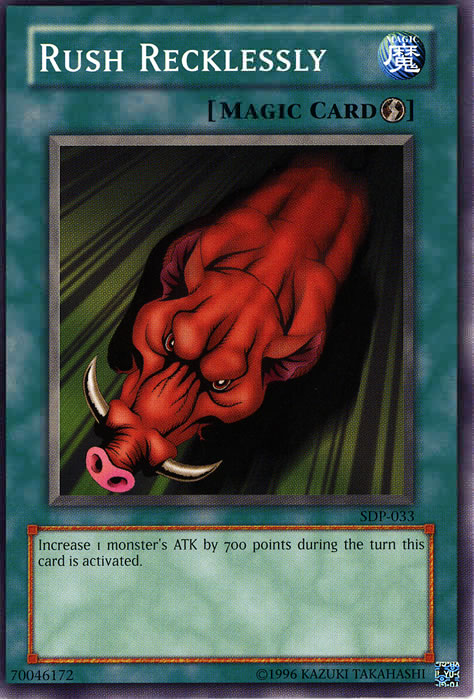 RUSH RECKLESSLY
MAGIC
魔
[MAGIC CARD]
SDP-033
Increase 1 monster's ATK by 700 points during the turn this
card is activated.
70046172
©1996 KAZUKI TAKAHASHI